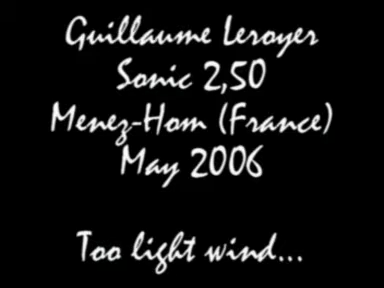 Guillaume Leroyer
Sonic 2,50
Menez-Hom (France)
May 2006
Too light wind...